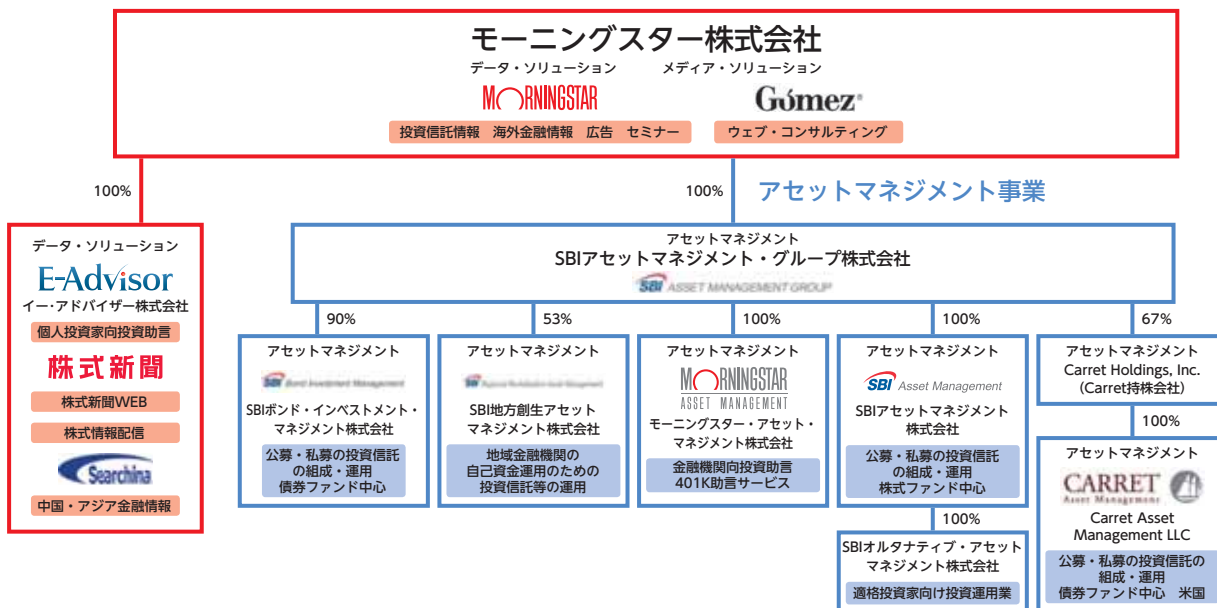 モーニングスター株式会社
データ・ソリューション メディア・ソリューション
MORNINGSTAR Gómez®
投資信託情報 海外金融情報 広告 セミナー ウェブ・コンサルティング
100%
100%
アセットマネジメント事業
データ・ソリューション
E-Advisor
イー・アドバイザー株式会社
個人投資家向投資助言
株式新聞
株式新聞WEB
株式情報配信
Searchina
中国・アジア金融情報
アセットマネジメント
SBIアセットマネジメント・グループ株式会社
SBI ASSET MANAGEMENT GROUP
90%
アセットマネジメント
SBI Bond Investment Management
SBIボンド・インベストメント・
マネジメント株式会社
公募・私募の投資信託
の組成・運用
債券ファンド中心
53%
アセットマネジメント
SBI Regional Revitalization Asset Management
SBI地方創生アセット
マネジメント株式会社
地域金融機関の
自己資金運用のための
投資信託等の運用
100%
アセットマネジメント
MORNINGSTAR
ASSET MANAGEMENT
モーニングスター・アセット・
マネジメント株式会社
金融機関向投資助言
401K助言サービス
100%
アセットマネジメント
SBI Asset Management
SBIアセットマネジメント
株式会社
公募・私募の投資信託
の組成・運用
株式ファンド中心
100%
SBIオルタナティブ・アセット
マネジメント株式会社
適格投資家向け投資運用業
67%
アセットマネジメント
Carret Holdings, Inc.
(Carret持株会社)
100%
アセットマネジメント
CARRET
Asset Management
Carret Asset
Management LLC
公募・私募の投資信託の
組成・運用
債券ファンド中心 米国